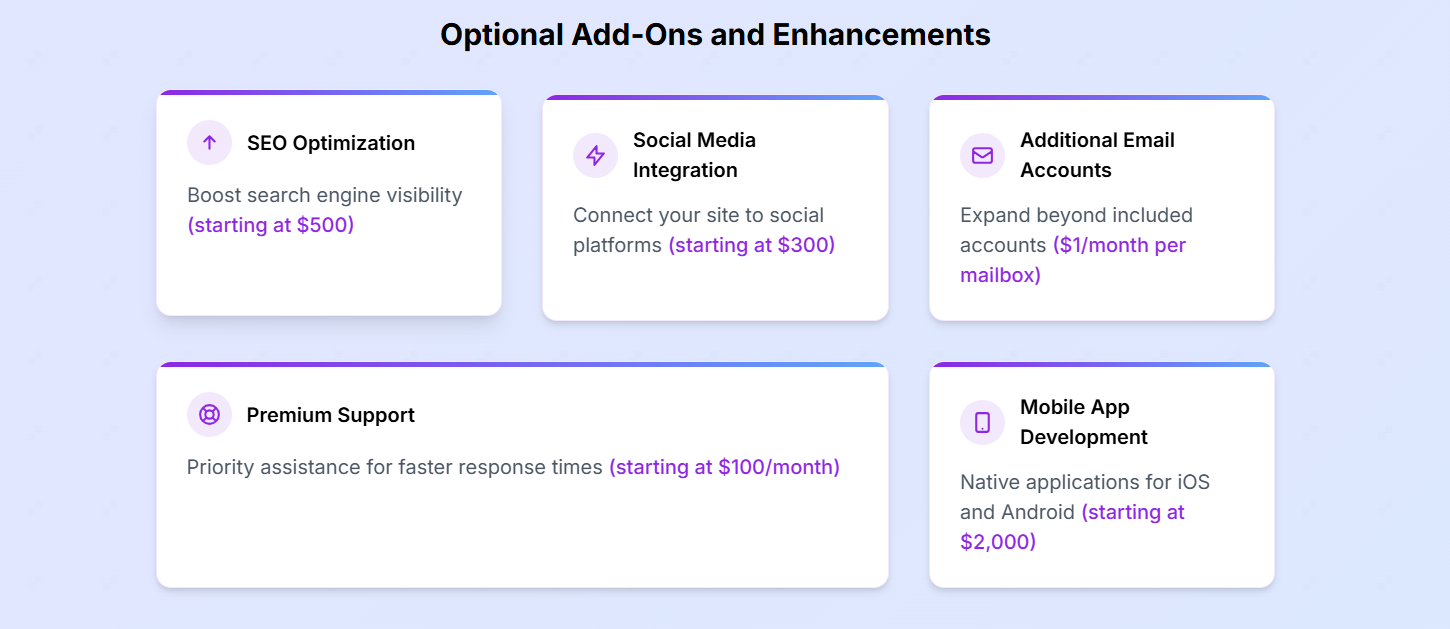 Optional Add-Ons and Enhancements
SEO Optimization
Boost search engine visibility
(starting at $500)
Social Media
Integration
Connect your site to social
platforms (starting at $300)
Additional Email
Accounts
Expand beyond included
accounts ($1/month per
mailbox)
Premium Support
Priority assistance for faster response times (starting at $100/month)
Mobile App
Development
Native applications for iOS
and Android (starting at
$2,000)